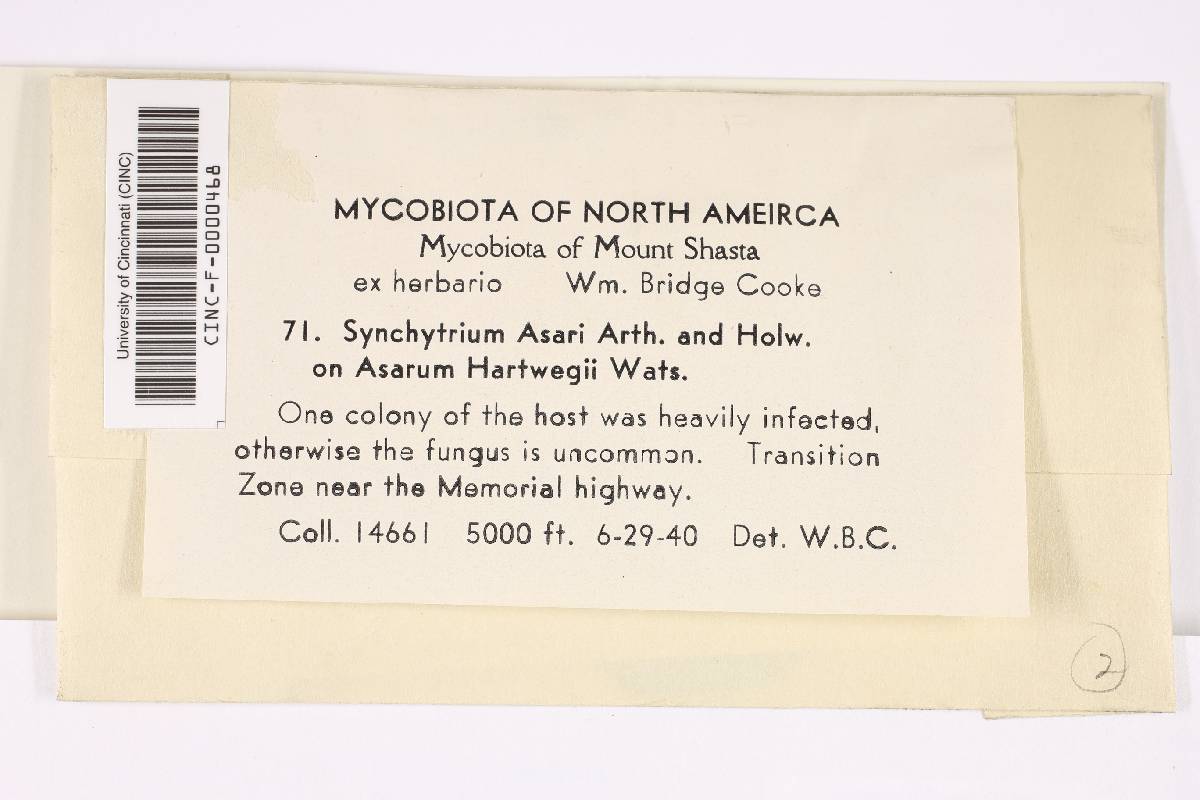 University of Cincinnati (CINC)
CINC-F-0000468
MYCOBIOTA OF NORTH AMEIRCA
Mycobiota of Mount Shasta
ex herbario Wm. Bridge Cooke
71. Synchytrium Asari Arth. and Holw.
on Asarum Hartwegii Wats.
One colony of the host was heavily infected,
otherwise the fungus is uncommon. Transition
Zone near the Memorial highway.
Coll. 14661 5000 ft. 6-29-40 Det. W.B.C.
2